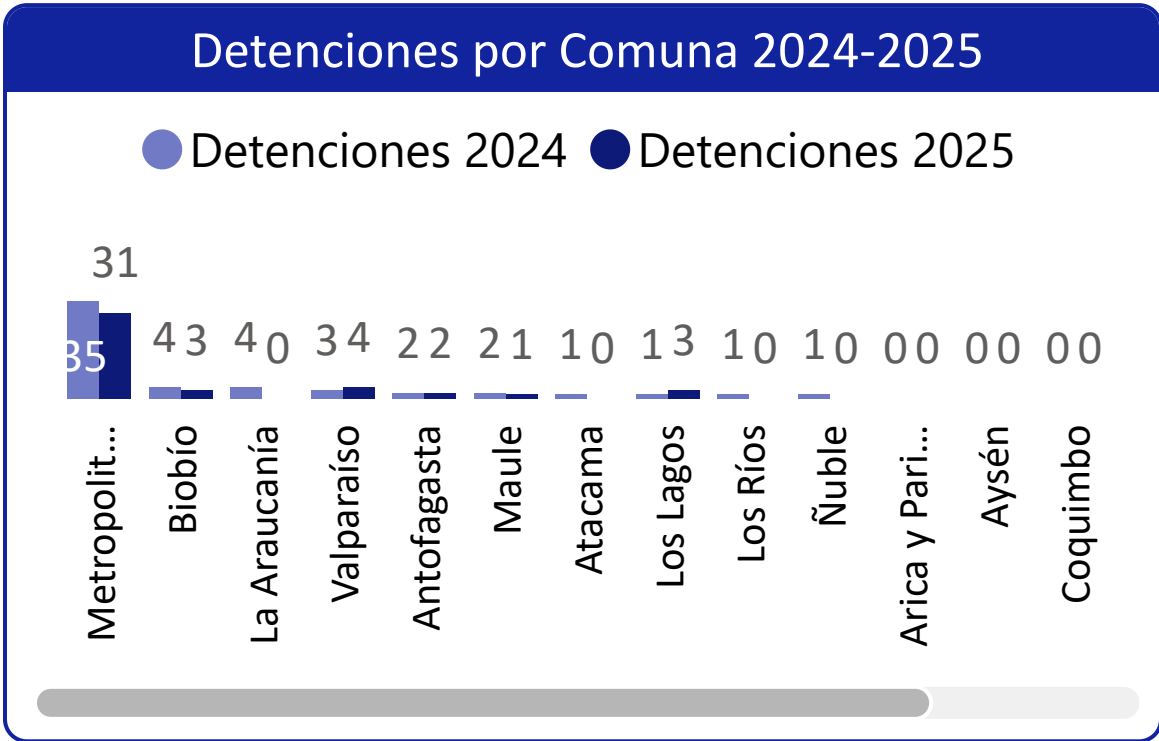 Detenciones por Comuna 2024-2025
Detenciones 2024 Detenciones 2025
31
35 4 3 4 0 3 4 2 2 2 1 1 0 1 3 1 0 1 0 0 0 0 0 0 0
Metropolit...
Biobío
La Araucanía
Valparaíso
Antofagasta
Maule
Atacama
Los Lagos
Los Ríos
Ñuble
Arica y Pari...
Aysén
Coquimbo